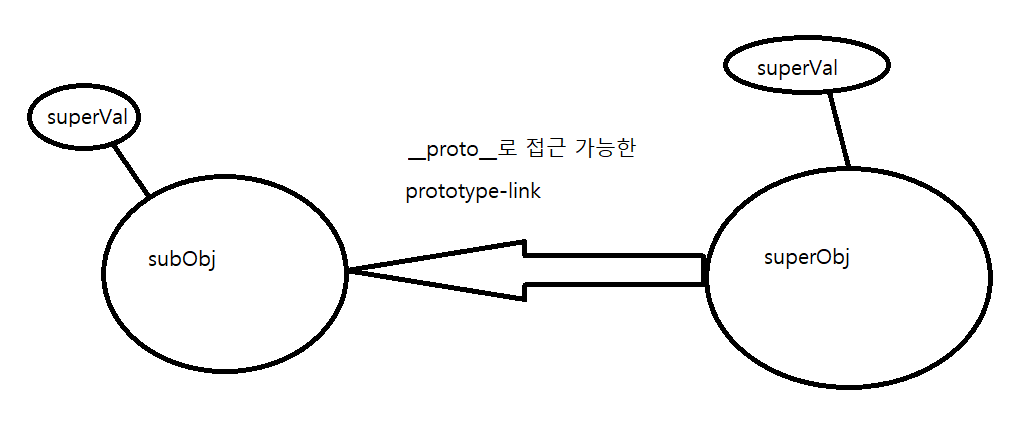 superVal
superVal
__proto__로 접근 가능한
prototype-link
subObj
superObj